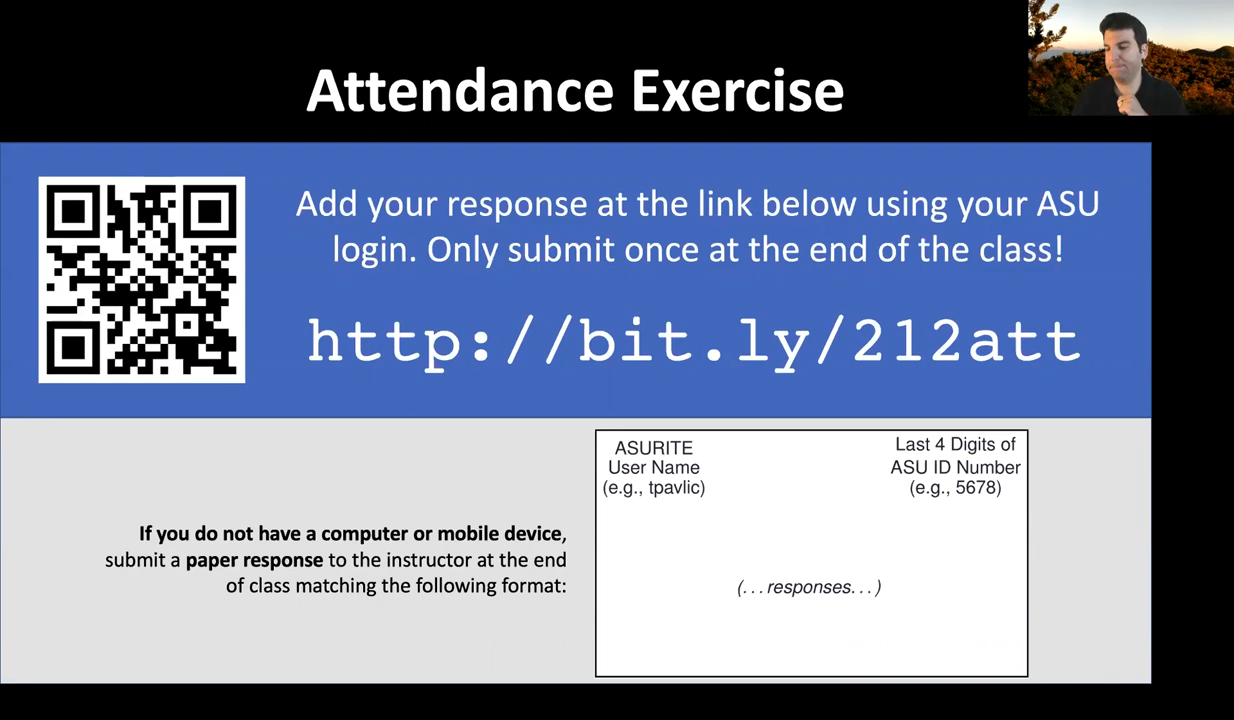 Attendance Exercise
Add your response at the link below using your ASU
login. Only submit once at the end of the class!
http://bit.ly/212att
If you do not have a computer or mobile device,
submit a paper response to the instructor at the end
of class matching the following format:
ASURITE
User Name
(e.g., tpavlic)
Last 4 Digits of
ASU ID Number
(e.g., 5678)
(...responses...)